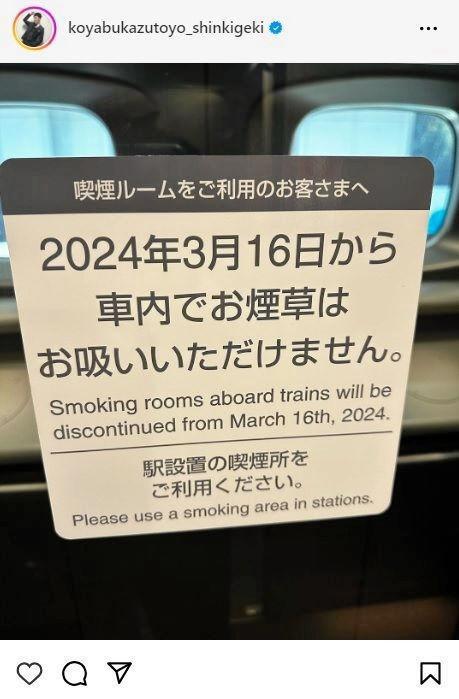 koyabukazutoyo_shinkigeki
喫煙ルームをご利用のお客さまへ
2024年3月16日から
車内でお煙草は
お吸いいただけません。
Smoking rooms aboard trains will be
discontinued from March 16th, 2024.
駅設置の喫煙所を
ご利用ください。
Please use a smoking area in stations.